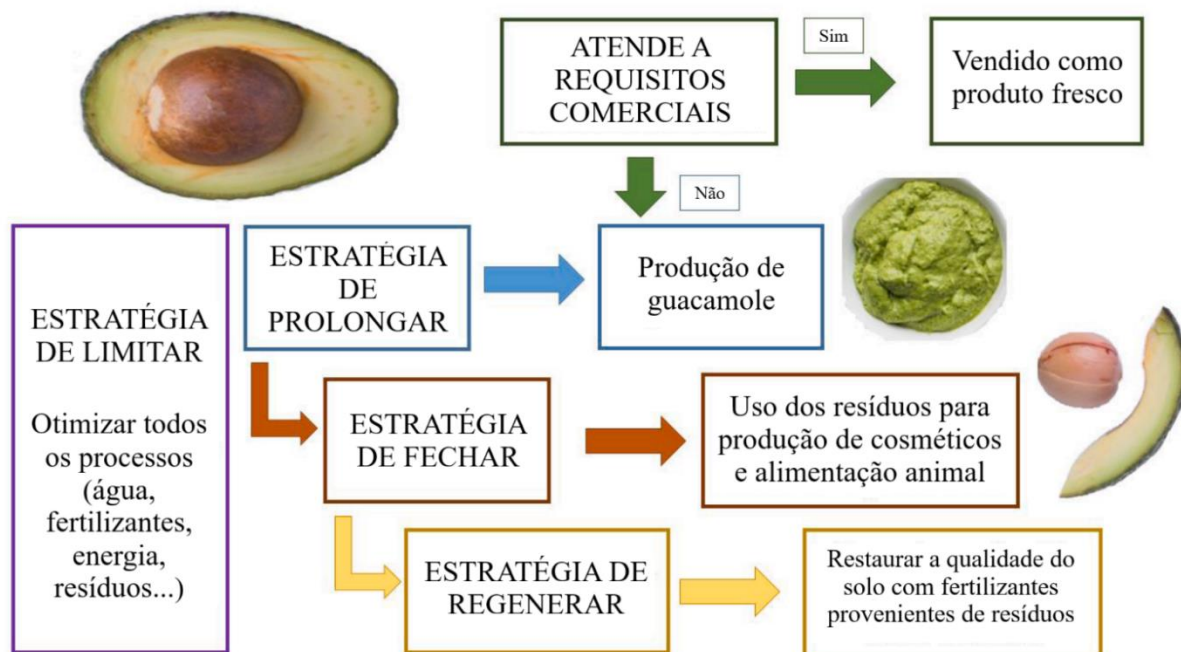 ATENDE A
REQUISITOS
COMERCIAIS
Sim
Vendido como
produto fresco
Não
ESTRATÉGIA
DE LIMITAR
Otimizar todos
os processos
(água,
fertilizantes,
energia,
resíduos...)
ESTRATÉGIA
DE
PROLONGAR
Produção de
guacamole
ESTRATÉGIA
DE FECHAR
Uso dos resíduos para
produção de cosméticos
e alimentação animal
ESTRATÉGIA DE
REGENERAR
Restaurar a qualidade do
solo com fertilizantes
provenientes de resíduos